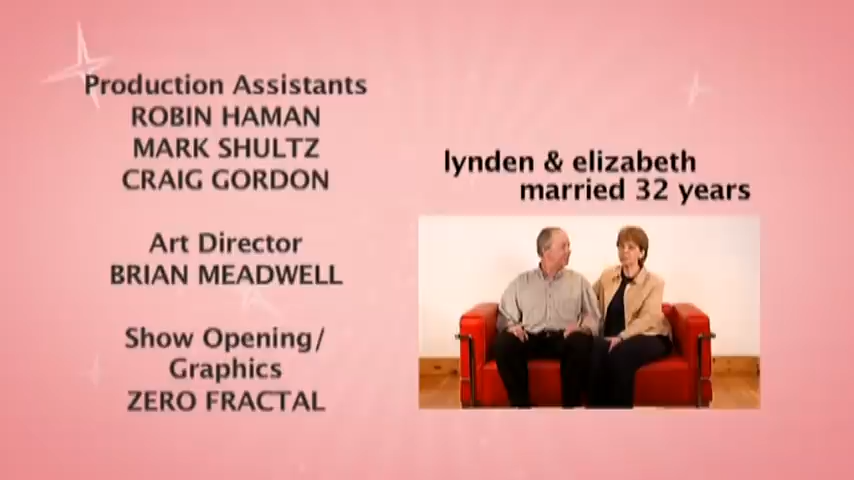 Production Assistants
ROBIN HAMAN
MARK SHULTZ
CRAIG GORDON
Art Director
BRIAN MEADWELL
Show Opening/
Graphics
ZERO FRACTAL
lynden & elizabeth
married 32 years